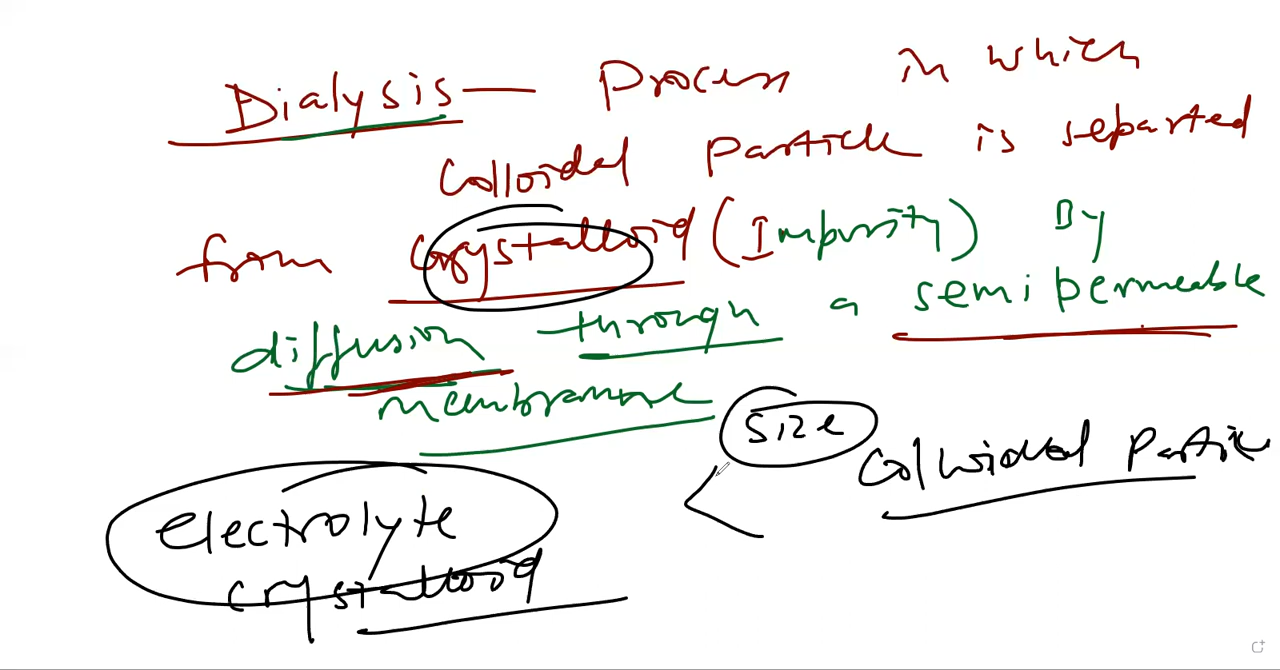 Dialysis — Process in which
Colloidal Particle is separted
from Crystalloid (Impurity) By
diffusion through a semipermeable
membrane
Size
electrolyte < Colloidal Particle
crystalloid